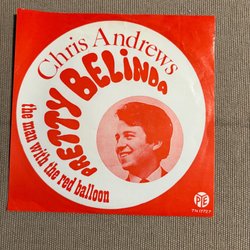 Chris Andrews
PRETTY BELINDA
the man with the red balloon
PYE